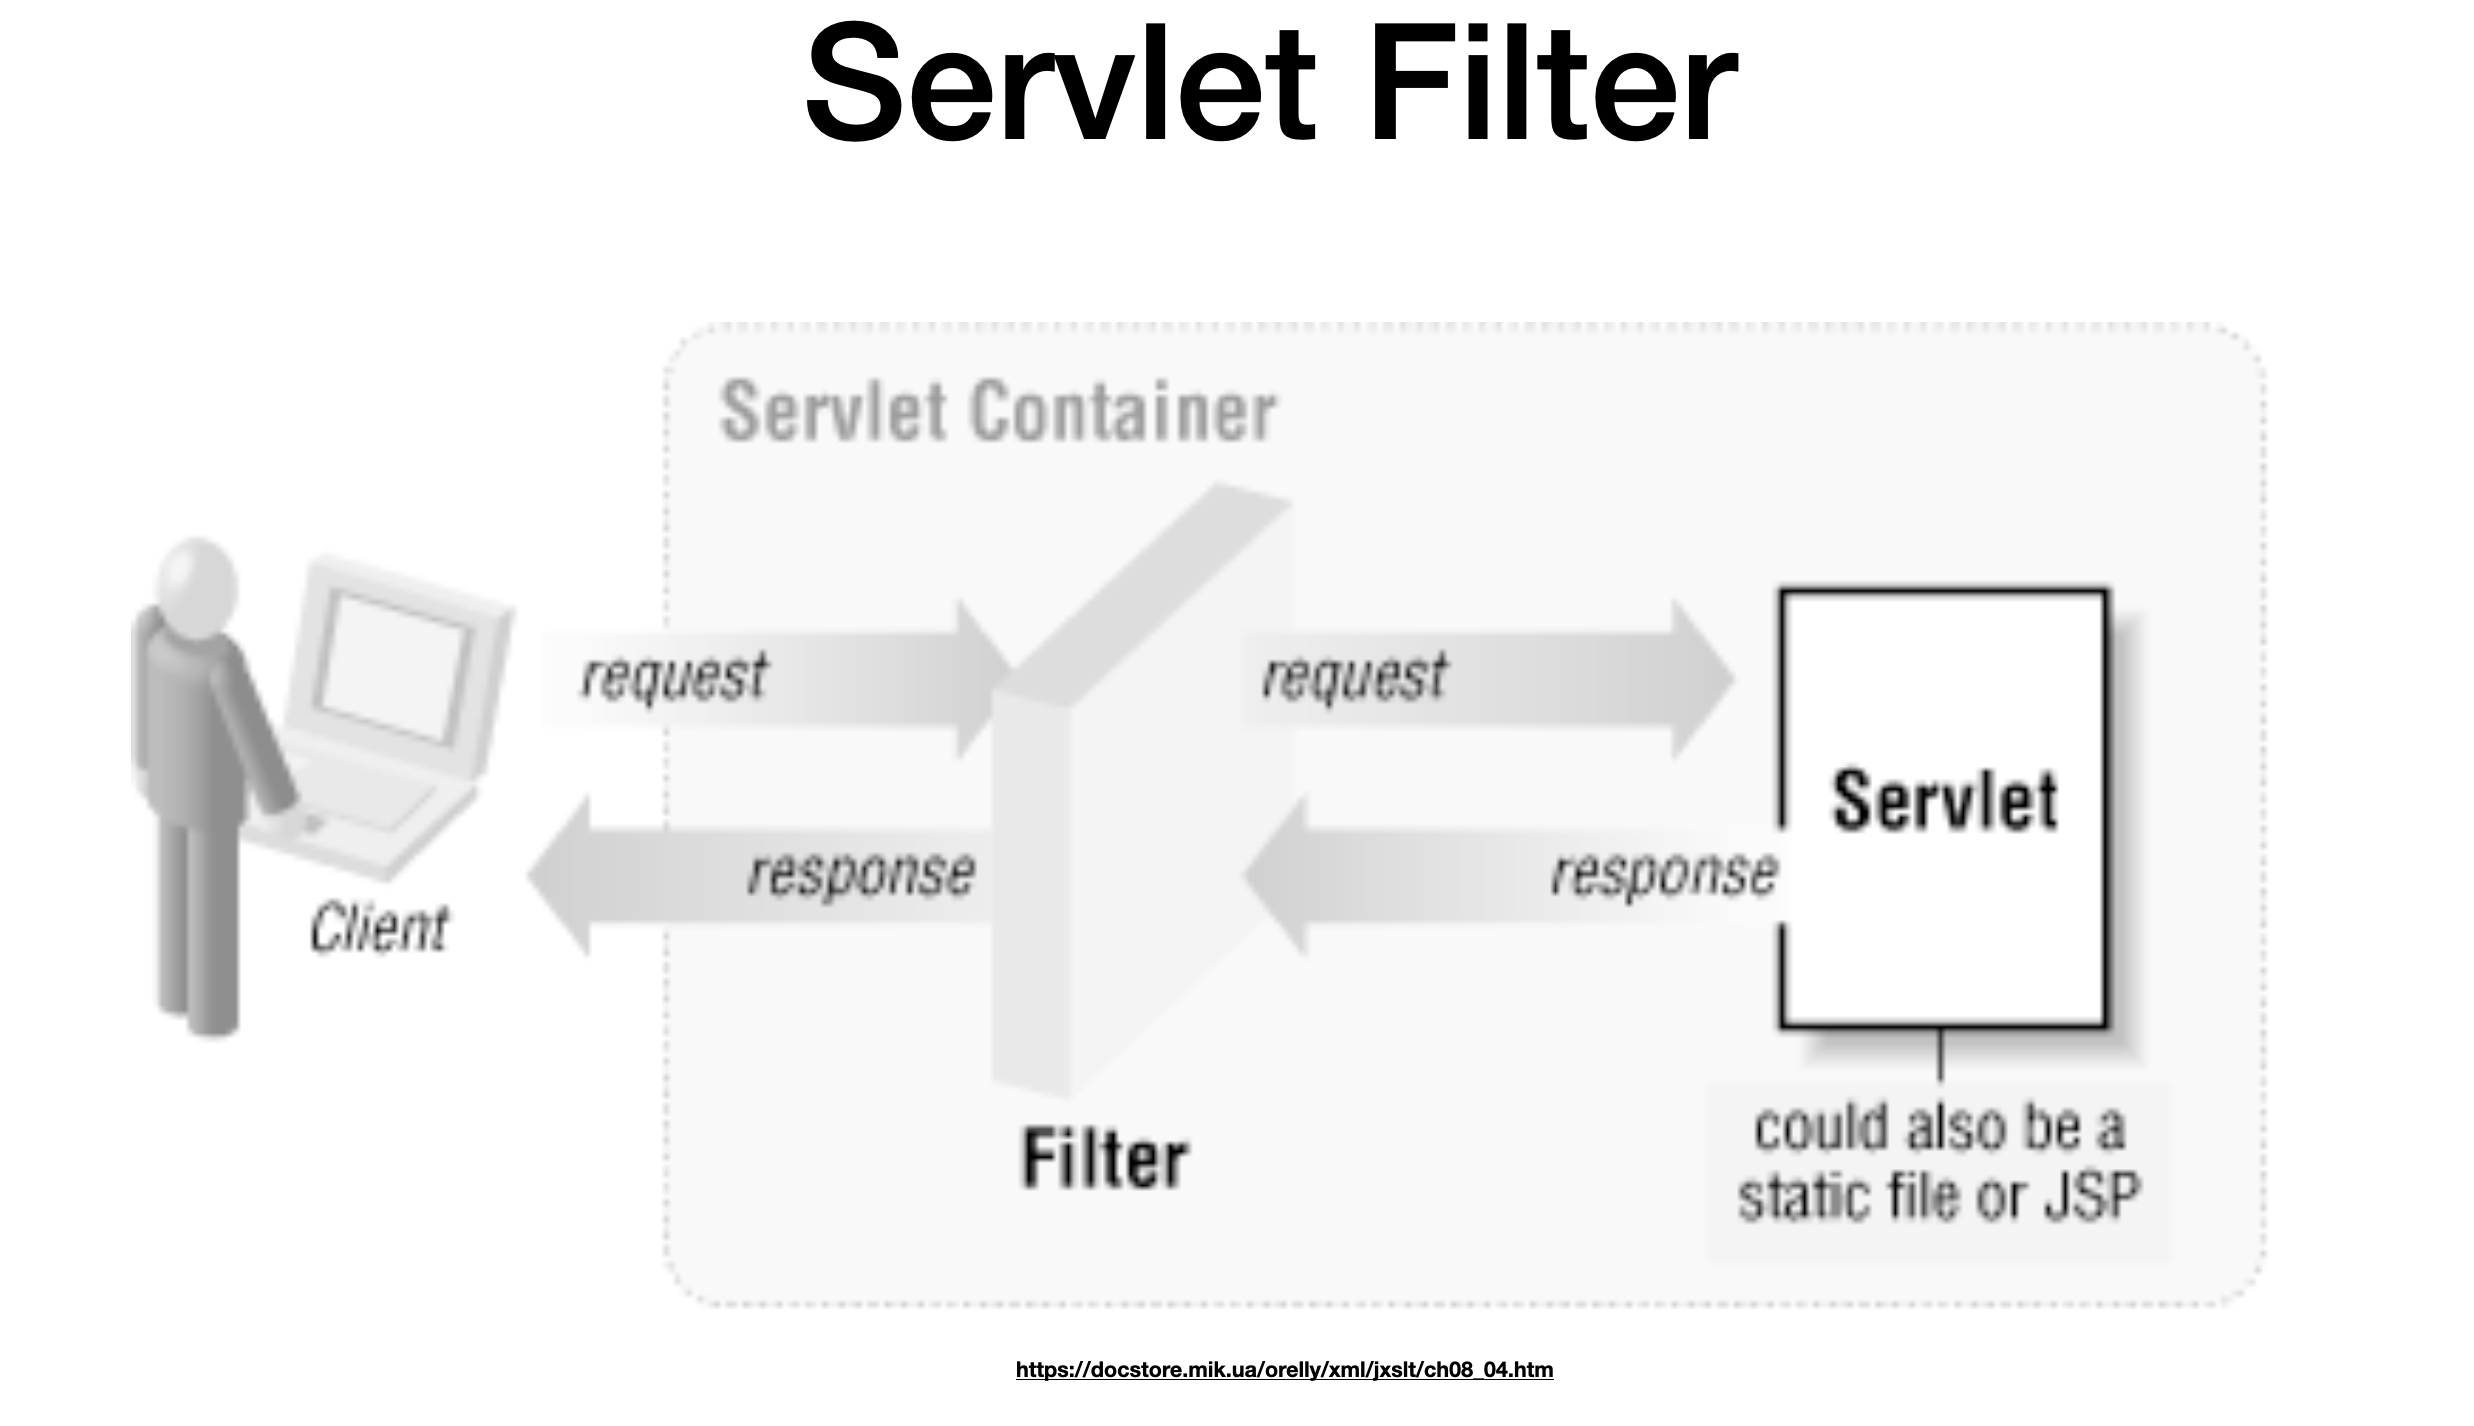 Servlet Filter
Servlet Container
request
request
Servlet
response
response
Client
Filter
could also be a
static file or JSP
https://docstore.mik.ua/orelly/xml/jxslt/ch08_04.htm